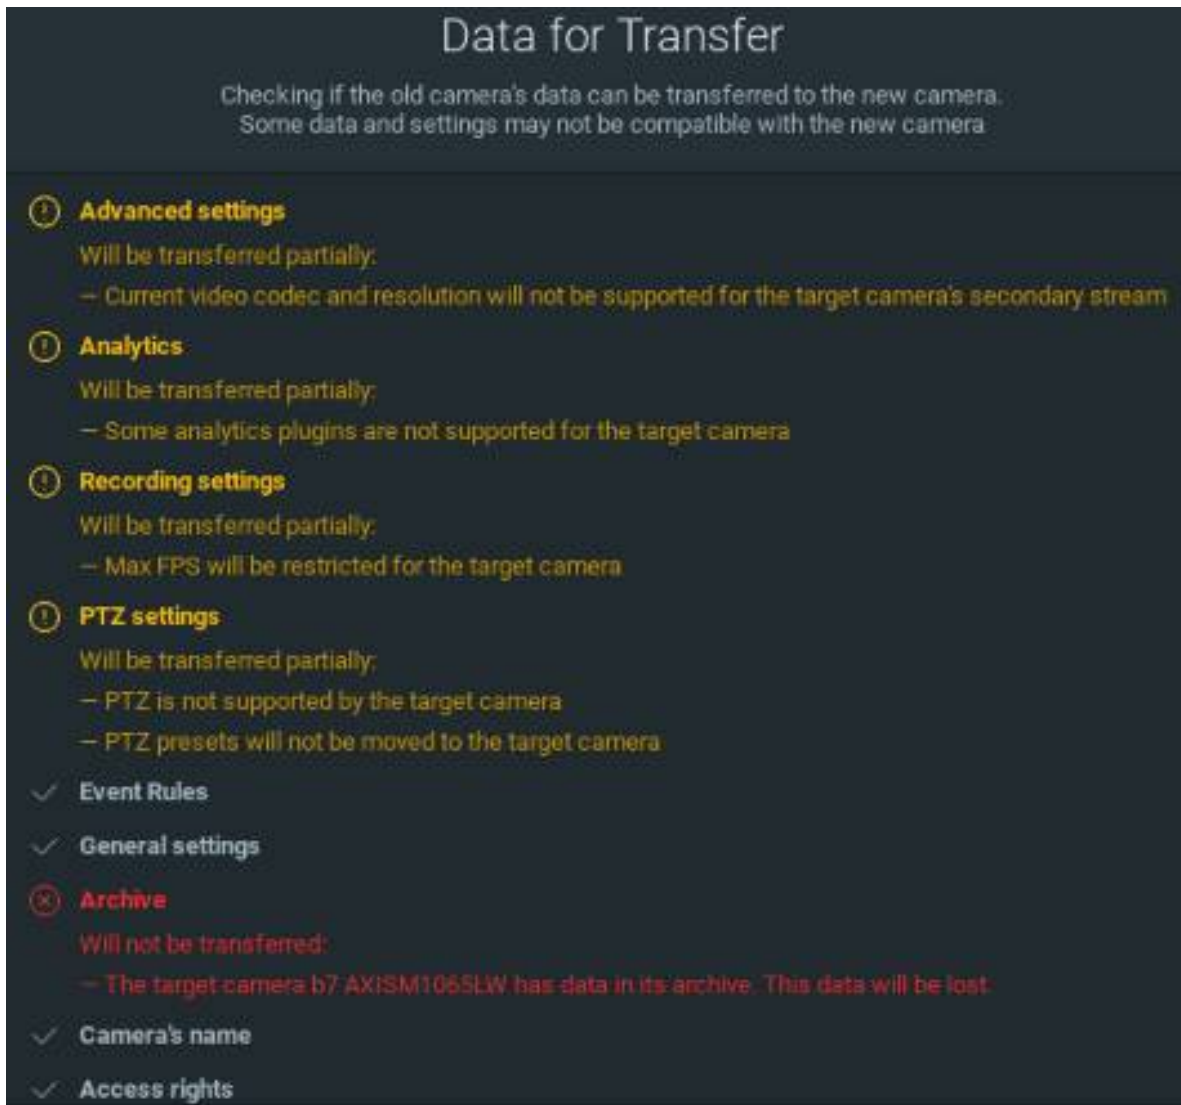 Data for Transfer
Checking if the old camera's data can be transferred to the new camera.
Some data and settings may not be compatible with the new camera
Advanced settings
Will be transferred partially:
— Current video codec and resolution will not be supported for the target camera's secondary stream
Analytics
Will be transferred partially:
— Some analytics plugins are not supported for the target camera
Recording settings
Will be transferred partially:
— Max FPS will be restricted for the target camera
PTZ settings
Will be transferred partially:
— PTZ is not supported by the target camera
— PTZ presets will not be moved to the target camera
Event Rules
General settings
Archive
Will not be transferred:
— The target camera b7 AXISM1065LW has data in its archive. This data will be lost.
Camera's name
Access rights